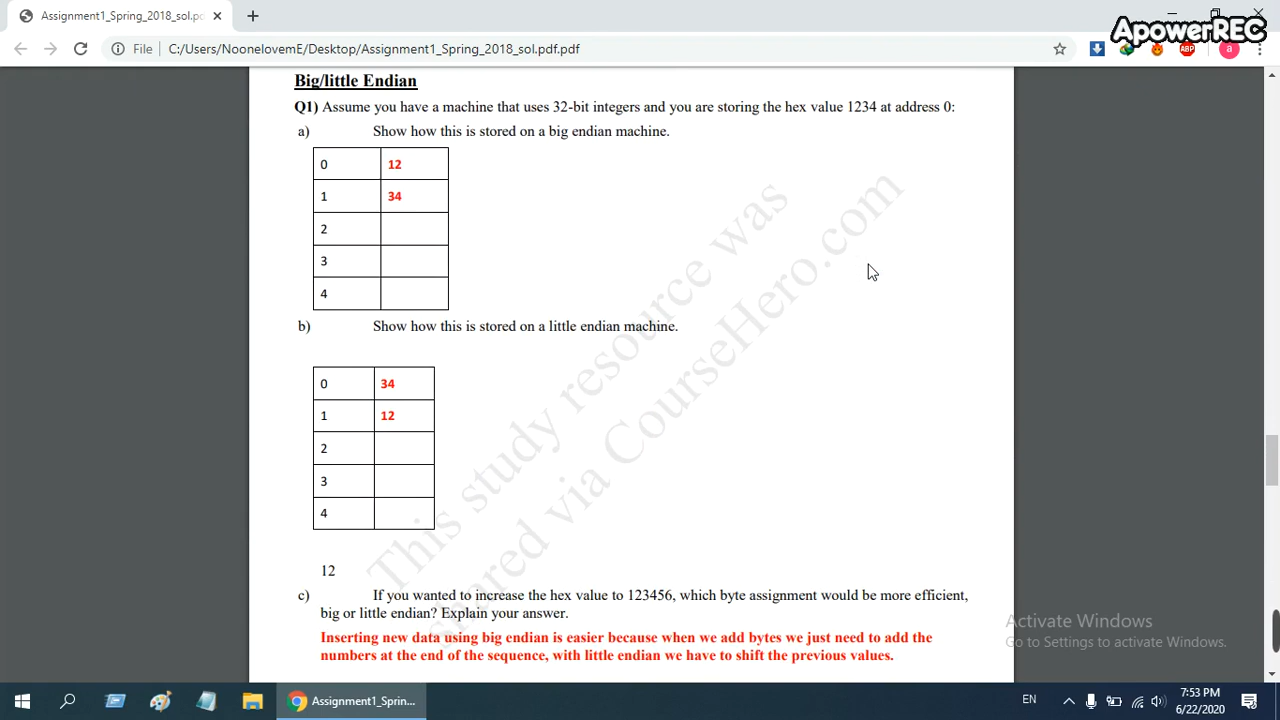 Assignment1_Spring_2018_sol.pdf
ApowerREC
File
C:/Users/NoonelovemE/Desktop/Assignment1_Spring_2018_sol.pdf.pdf
ABP
a
Big/little Endian
Q1) Assume you have a machine that uses 32-bit integers and you are storing the hex value 1234 at address 0:
a) Show how this is stored on a big endian machine.
0 12
1 34
2
3
4
b) Show how this is stored on a little endian machine.
0 34
1 12
2
3
4
12
c) If you wanted to increase the hex value to 123456, which byte assignment would be more efficient,
big or little endian? Explain your answer.
Inserting new data using big endian is easier because when we add bytes we just need to add the
numbers at the end of the sequence, with little endian we have to shift the previous values.
This study resource was
shared via CourseHero.com
Activate Windows
Go to Settings to activate Windows.
Assignment1_Sprin...
EN
7:53 PM
6/22/2020